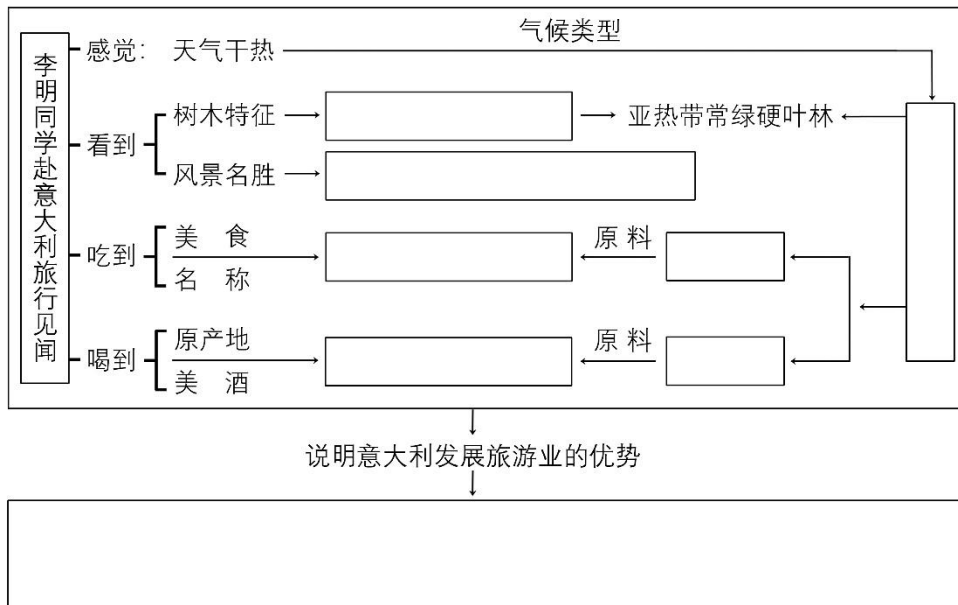 李明同学赴意大利旅行见闻
感觉： 天气干热
气候类型
看到
树木特征
亚热带常绿硬叶林
风景名胜
吃到
美 食
名 称
原 料
喝到
原产地
美 酒
原 料
说明意大利发展旅游业的优势